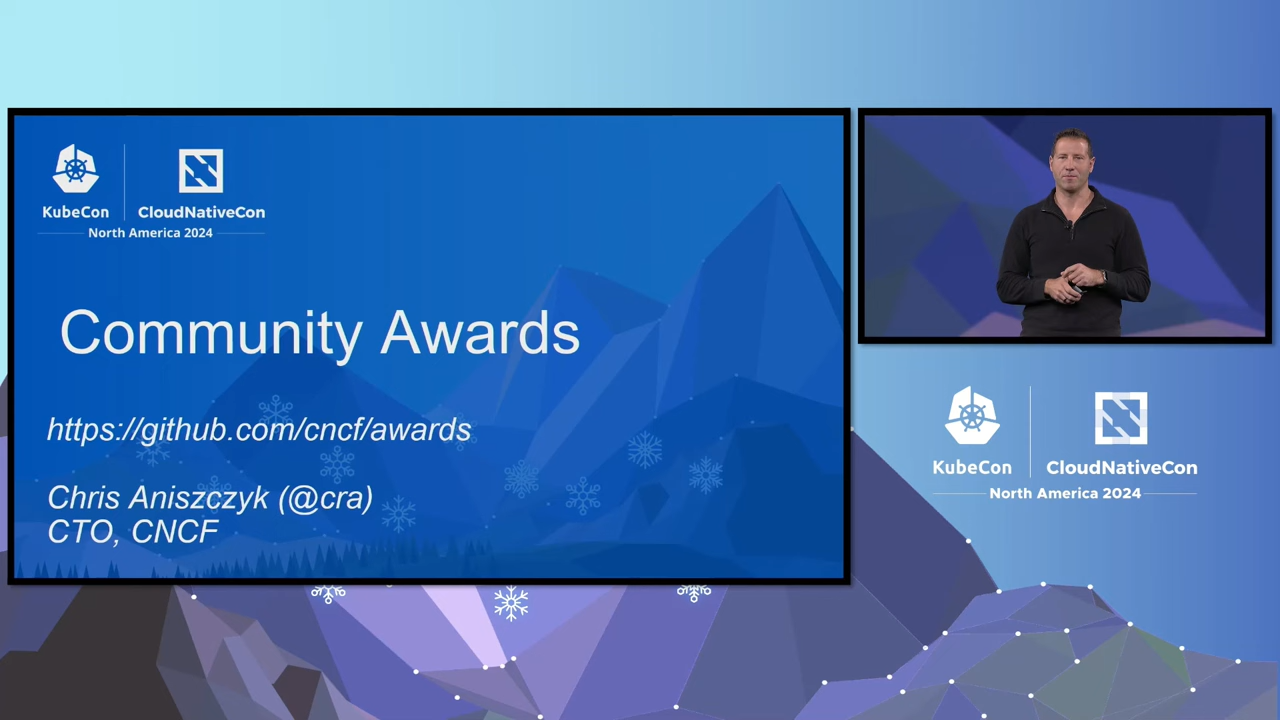 KubeCon
CloudNativeCon
North America 2024
Community Awards
https://github.com/cncf/awards
Chris Aniszczyk (@cra)
CTO, CNCF
KubeCon
CloudNativeCon
North America 2024